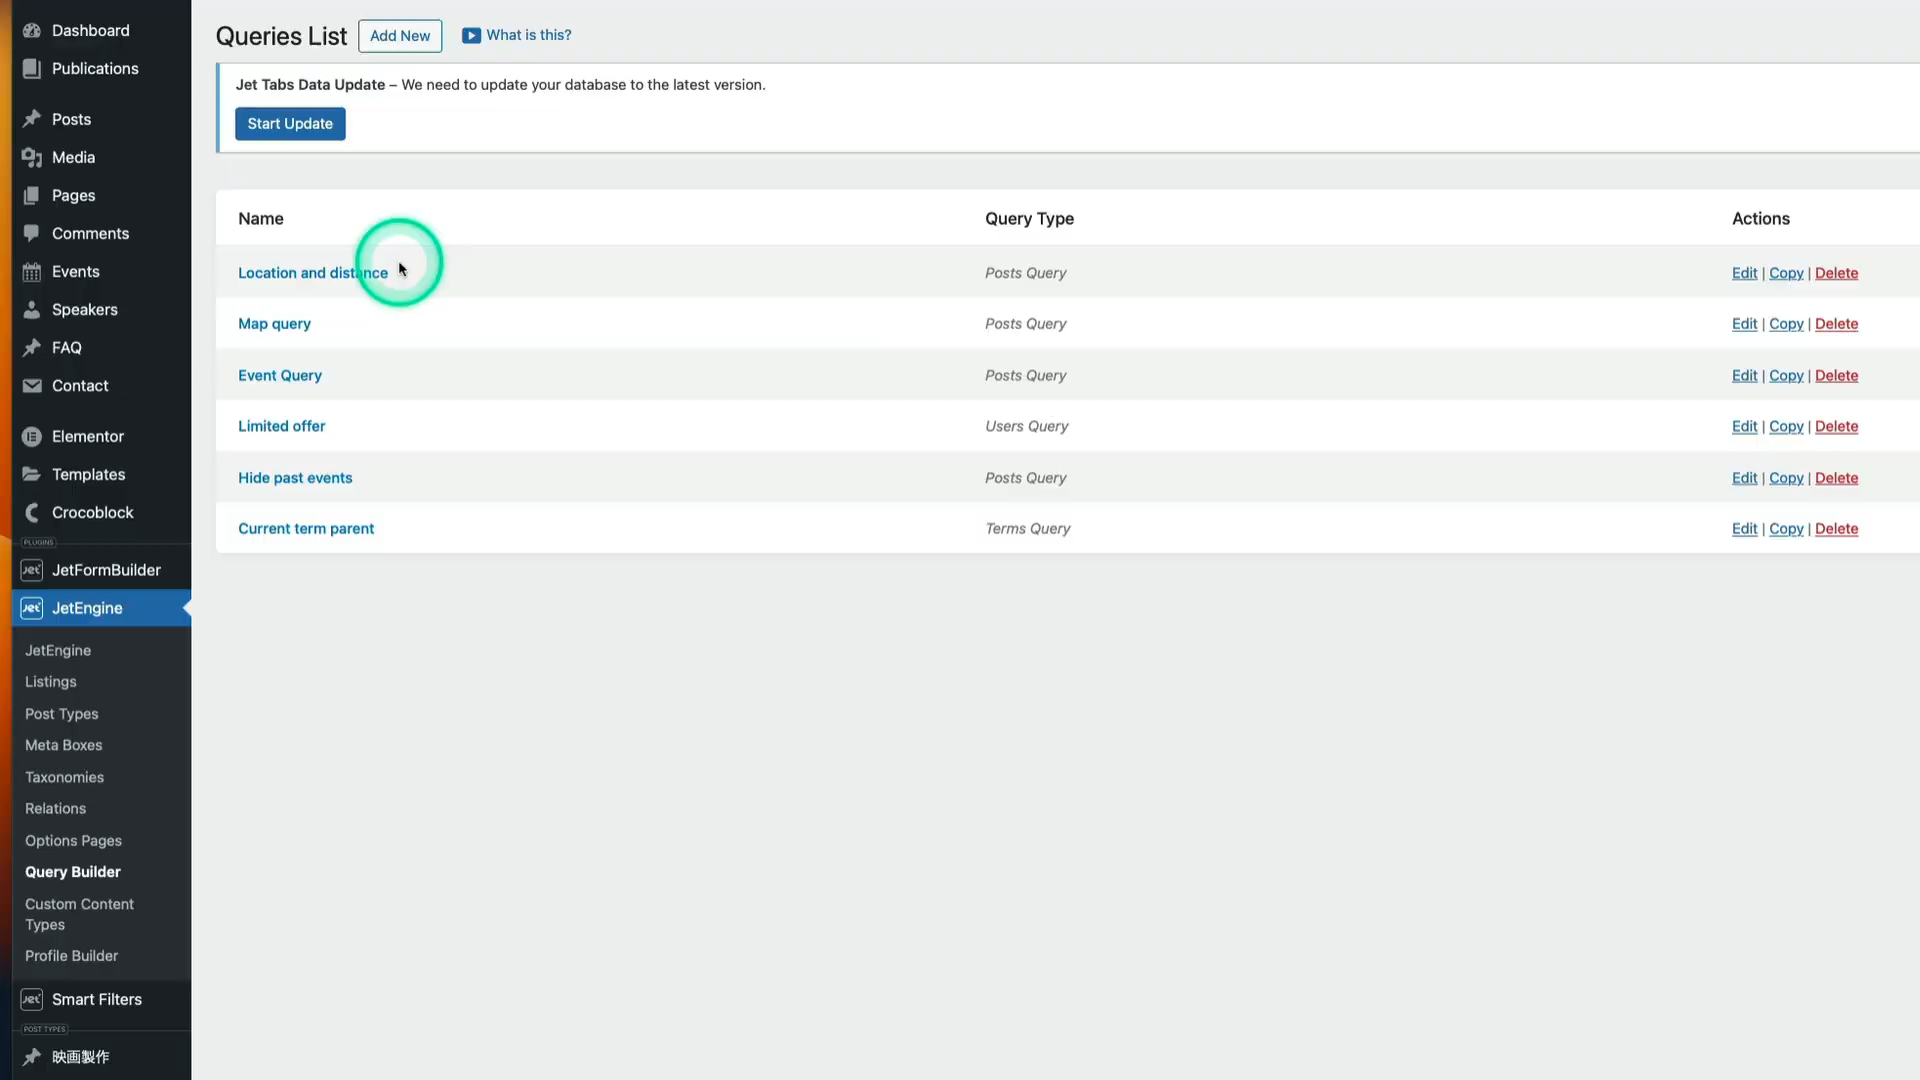 Dashboard
Publications
Posts
Media
Pages
Comments
Events
Speakers
FAQ
Contact
Elementor
Templates
Crocoblock
PLUGINS
Jet JetFormBuilder
Jet JetEngine
JetEngine
Listings
Post Types
Meta Boxes
Taxonomies
Relations
Options Pages
Query Builder
Custom Content
Types
Profile Builder
Jet Smart Filters
POST TYPES
映画製作
Queries List Add New What is this?
Jet Tabs Data Update – We need to update your database to the latest version.
Start Update
Name Query Type Actions
Location and distance Posts Query Edit | Copy | Delete
Map query Posts Query Edit | Copy | Delete
Event Query Posts Query Edit | Copy | Delete
Limited offer Users Query Edit | Copy | Delete
Hide past events Posts Query Edit | Copy | Delete
Current term parent Terms Query Edit | Copy | Delete